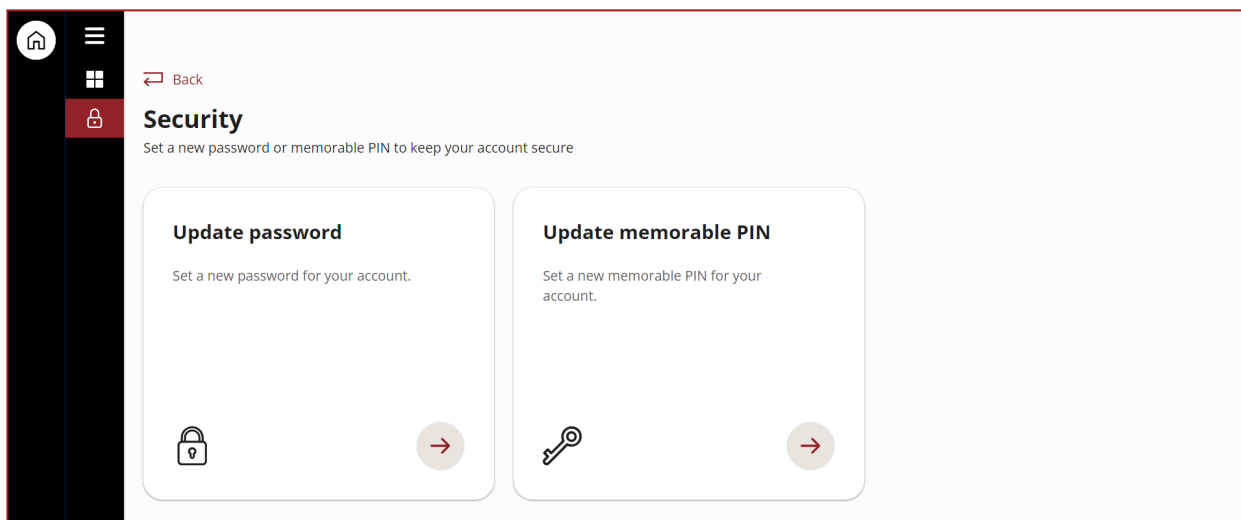 Back
Security
Set a new password or memorable PIN to keep your account secure
Update password
Set a new password for your account.
Update memorable PIN
Set a new memorable PIN for your
account.